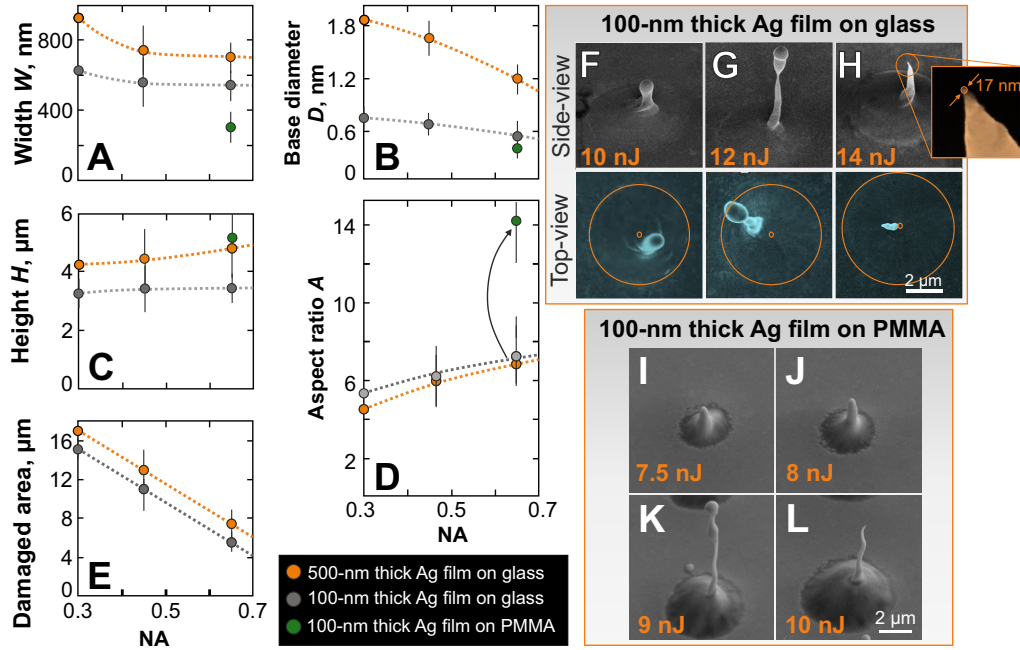 800
400
0
Width W, nm
A
1.8
1.2
0.6
0
Base diameter
D, nm
B
6
4
2
0
Height H, µm
C
14
10
6
2
Aspect ratio A
D
0.3
0.5
0.7
NA
16
12
8
4
0
Damaged area, µm
E
0.3
0.5
0.7
NA
500-nm thick Ag film on glass
100-nm thick Ag film on glass
100-nm thick Ag film on PMMA
100-nm thick Ag film on glass
Side-view
F
10 nJ
G
12 nJ
H
14 nJ
17 nm
Top-view
2 µm
100-nm thick Ag film on PMMA
I
7.5 nJ
J
8 nJ
K
9 nJ
L
10 nJ
2 µm